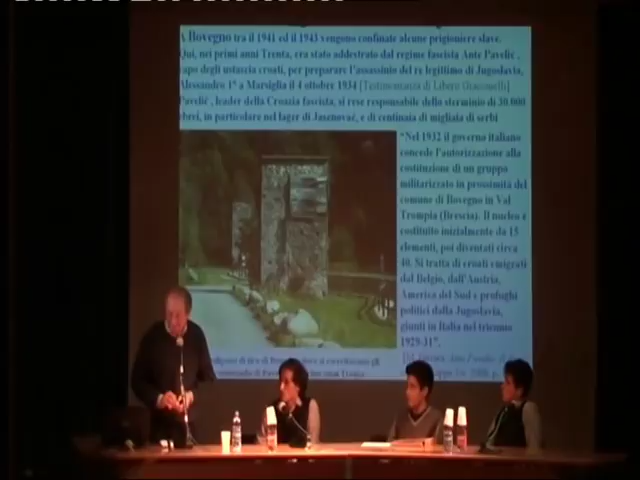 A Bovegno tra il 1941 ed il 1943 vengono confinate alcune prigioniere slave.
Qui, nei primi anni Trenta, era stato addestrato dal regime fascista Ante Pavelic ,
capo degli ustascia croati, per preparare l'assassinio del re legittimo di Jugoslavia,
Alessandro 1° a Marsiglia il 4 ottobre 1934 [Testimonianza di Libero
Pavelić , leader della Croazia fascista, si rese responsabile dello sterminio di 30.000
ebrei, in particolare nel lager di Jasenovac, e di centinaia di migliaia di serbi
"Nel 1932 il governo italiano
concede l'autorizzazione alla
costituzione di un gruppo
militarizzato in prossimità del
comune di Bovegno in Val
Trompia (Brescia). Il nucleo è
costituito inizialmente da 15
elementi, poi diventati circa
40. Si tratta di croati emigrati
dal Belgio, dall'Austria,
America del Sud e profughi
politici dalla Jugoslavia,
giunti in Italia nel triennio
1929-31".